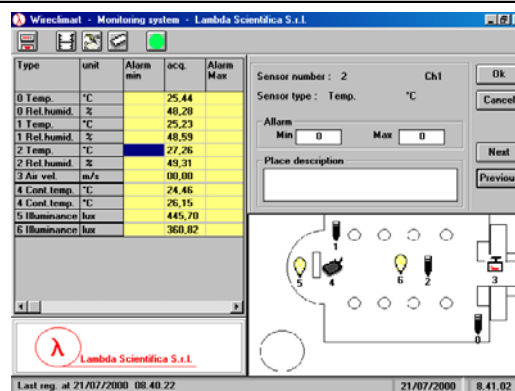 Wireclimart - Monitoring system - Lambda Scientifica S.r.l.
Type unit Alarm min acq. Alarm Max
0 Temp. °C 25,44
0 Rel.humid. % 48,28
1 Temp. °C 25,23
1 Rel.humid. % 48,59
2 Temp. °C 27,26
2 Rel.humid. % 49,31
3 Air vel. m/s 00,00
4 Cont.temp. °C 24,46
4 Cont.temp. °C 26,15
5 Illuminance lux 445,70
6 Illuminance lux 360,82
λ Lambda Scientifica S.r.l.
Sensor number : 2 Ch1
Sensor type : Temp. °C
Allarm
Min 0 Max 0
Place description
Ok
Cancel
Next
Previou
1
5
4
6
2
3
0
Last reg. at 21/07/2000 08.40.22
21/07/2000 8.41.02